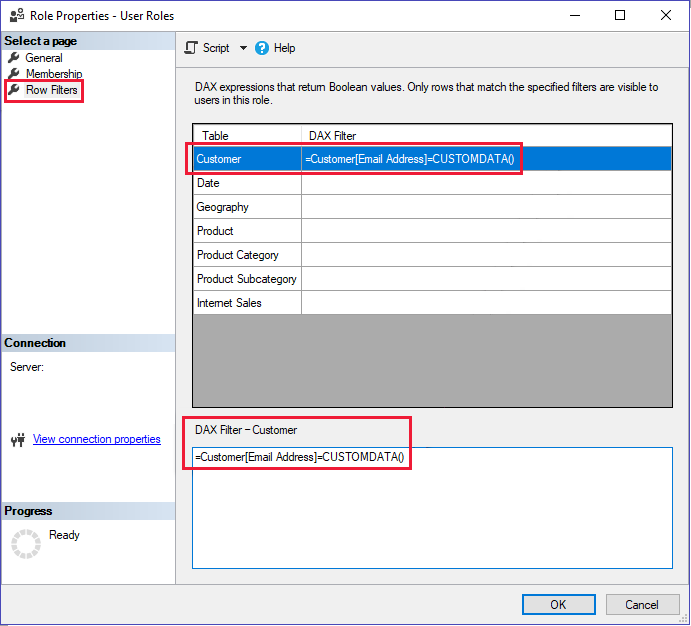 Role Properties - User Roles
Select a page
General
Membership
Row Filters
Script
Help
DAX expressions that return Boolean values. Only rows that match the specified filters are visible to
users in this role.
Table DAX Filter
Customer =Customer[Email Address]=CUSTOMDATA()
Date
Geography
Product
Product Category
Product Subcategory
Internet Sales
Connection
Server:
View connection properties
DAX Filter – Customer
=Customer[Email Address]=CUSTOMDATA()
Progress
Ready
OK Cancel